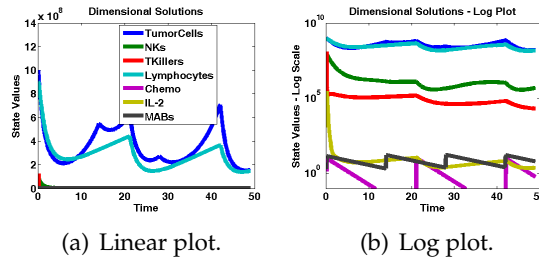 Dimensional Solutions
14 x 10^8
12
10
8
6
4
2
0
State Values
0 10 20 30 40 50
Time
TumorCells
NKs
TKillers
Lymphocytes
Chemo
IL-2
MABs
(a) Linear plot.
Dimensional Solutions - Log Plot
10^10
10^5
10^0
State Values - Log Scale
0 10 20 30 40 50
Time
(b) Log plot.